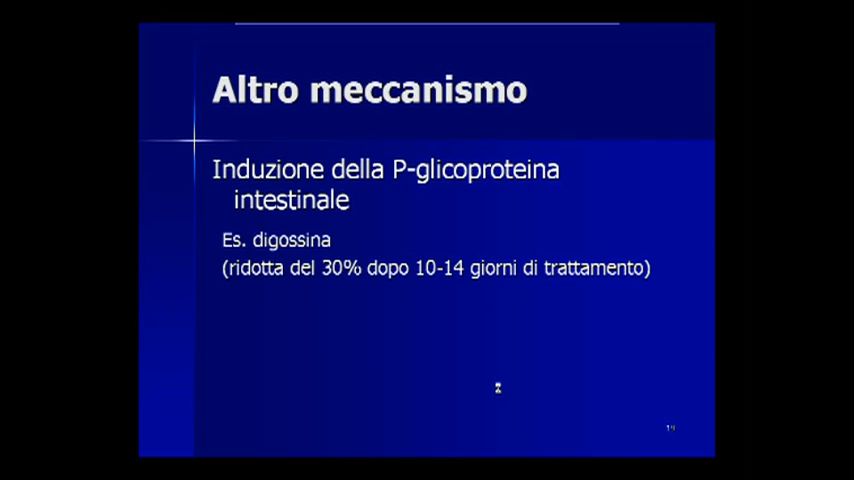 Altro meccanismo
Induzione della P-glicoproteina
intestinale
Es. digossina
(ridotta del 30% dopo 10-14 giorni di trattamento)